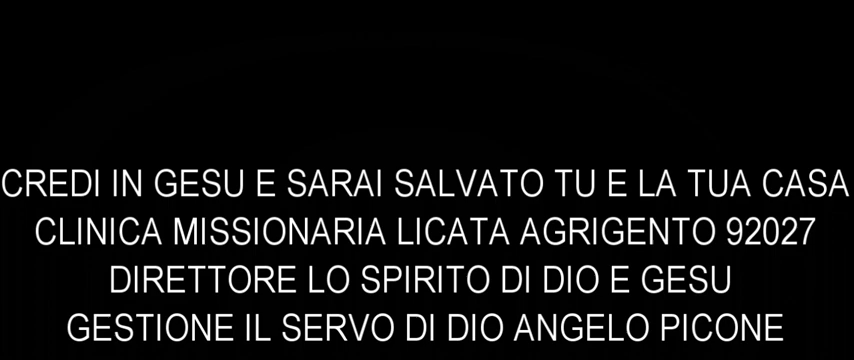 CREDI IN GESU E SARAI SALVATO TU E LA TUA CASA
CLINICA MISSIONARIA LICATA AGRIGENTO 92027
DIRETTORE LO SPIRITO DI DIO E GESU
GESTIONE IL SERVO DI DIO ANGELO PICONE